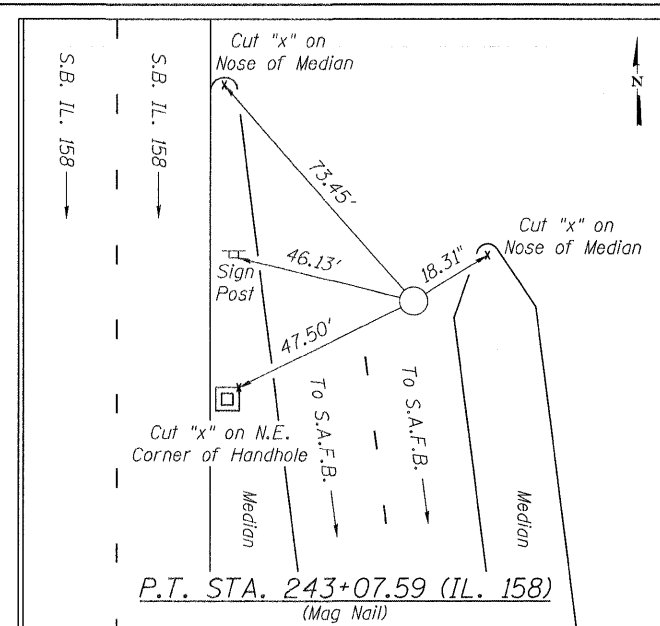 Cut "x" on
Nose of Median
N
S.B. IL. 158
S.B. IL. 158
73.45'
Cut "x" on
Nose of Median
46.13'
18.31"
Sign
Post
47.50'
Cut "x" on N.E.
Corner of Handhole
To S.A.F.B.
To S.A.F.B.
Median
Median
P.T. STA. 243+07.59 (IL. 158)
(Mag Nail)